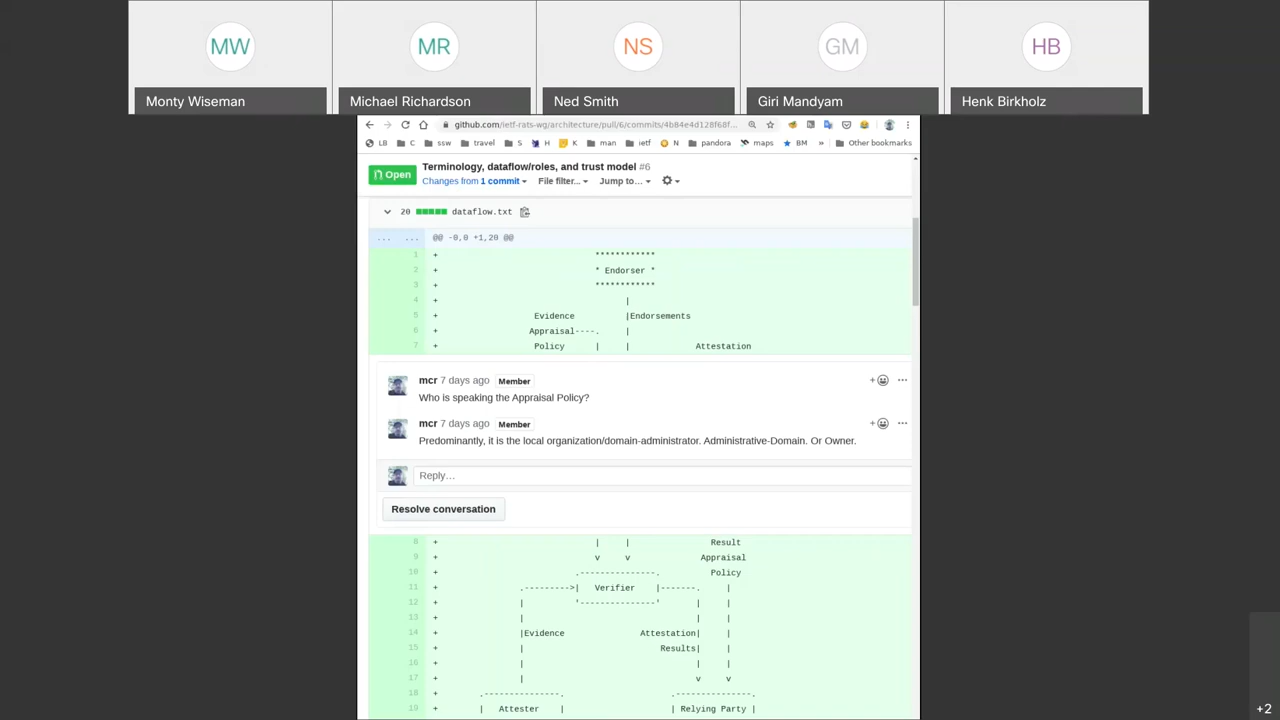 MW MR NS GM HB
Monty Wiseman Michael Richardson Ned Smith Giri Mandyam Henk Birkholz
github.com/ietf-rats-wg/architecture/pull/6/commits/4b84e4d128f68f...
LB C ssw travel S H K man ietf N pandora maps BM » Other bookmarks
Open Terminology, dataflow/roles, and trust model #6
Changes from 1 commit File filter... Jump to...
20 dataflow.txt
... ... @@ -0,0 +1,20 @@
1 + ************
2 + * Endorser *
3 + ************
4 + |
5 + Evidence |Endorsements
6 + Appraisal----. |
7 + Policy | | Attestation
mcr 7 days ago Member
Who is speaking the Appraisal Policy?
mcr 7 days ago Member
Predominantly, it is the local organization/domain-administrator. Administrative-Domain. Or Owner.
Reply...
Resolve conversation
8 + | | Result
9 + v v Appraisal
10 + .---------------. Policy
11 + .--------->| Verifier |-------. |
12 + | '---------------' | |
13 + | | |
14 + |Evidence Attestation| |
15 + | Results| |
16 + | | |
17 + | v v
18 + .---------------. .---------------.
19 + | Attester | | Relying Party |
+2